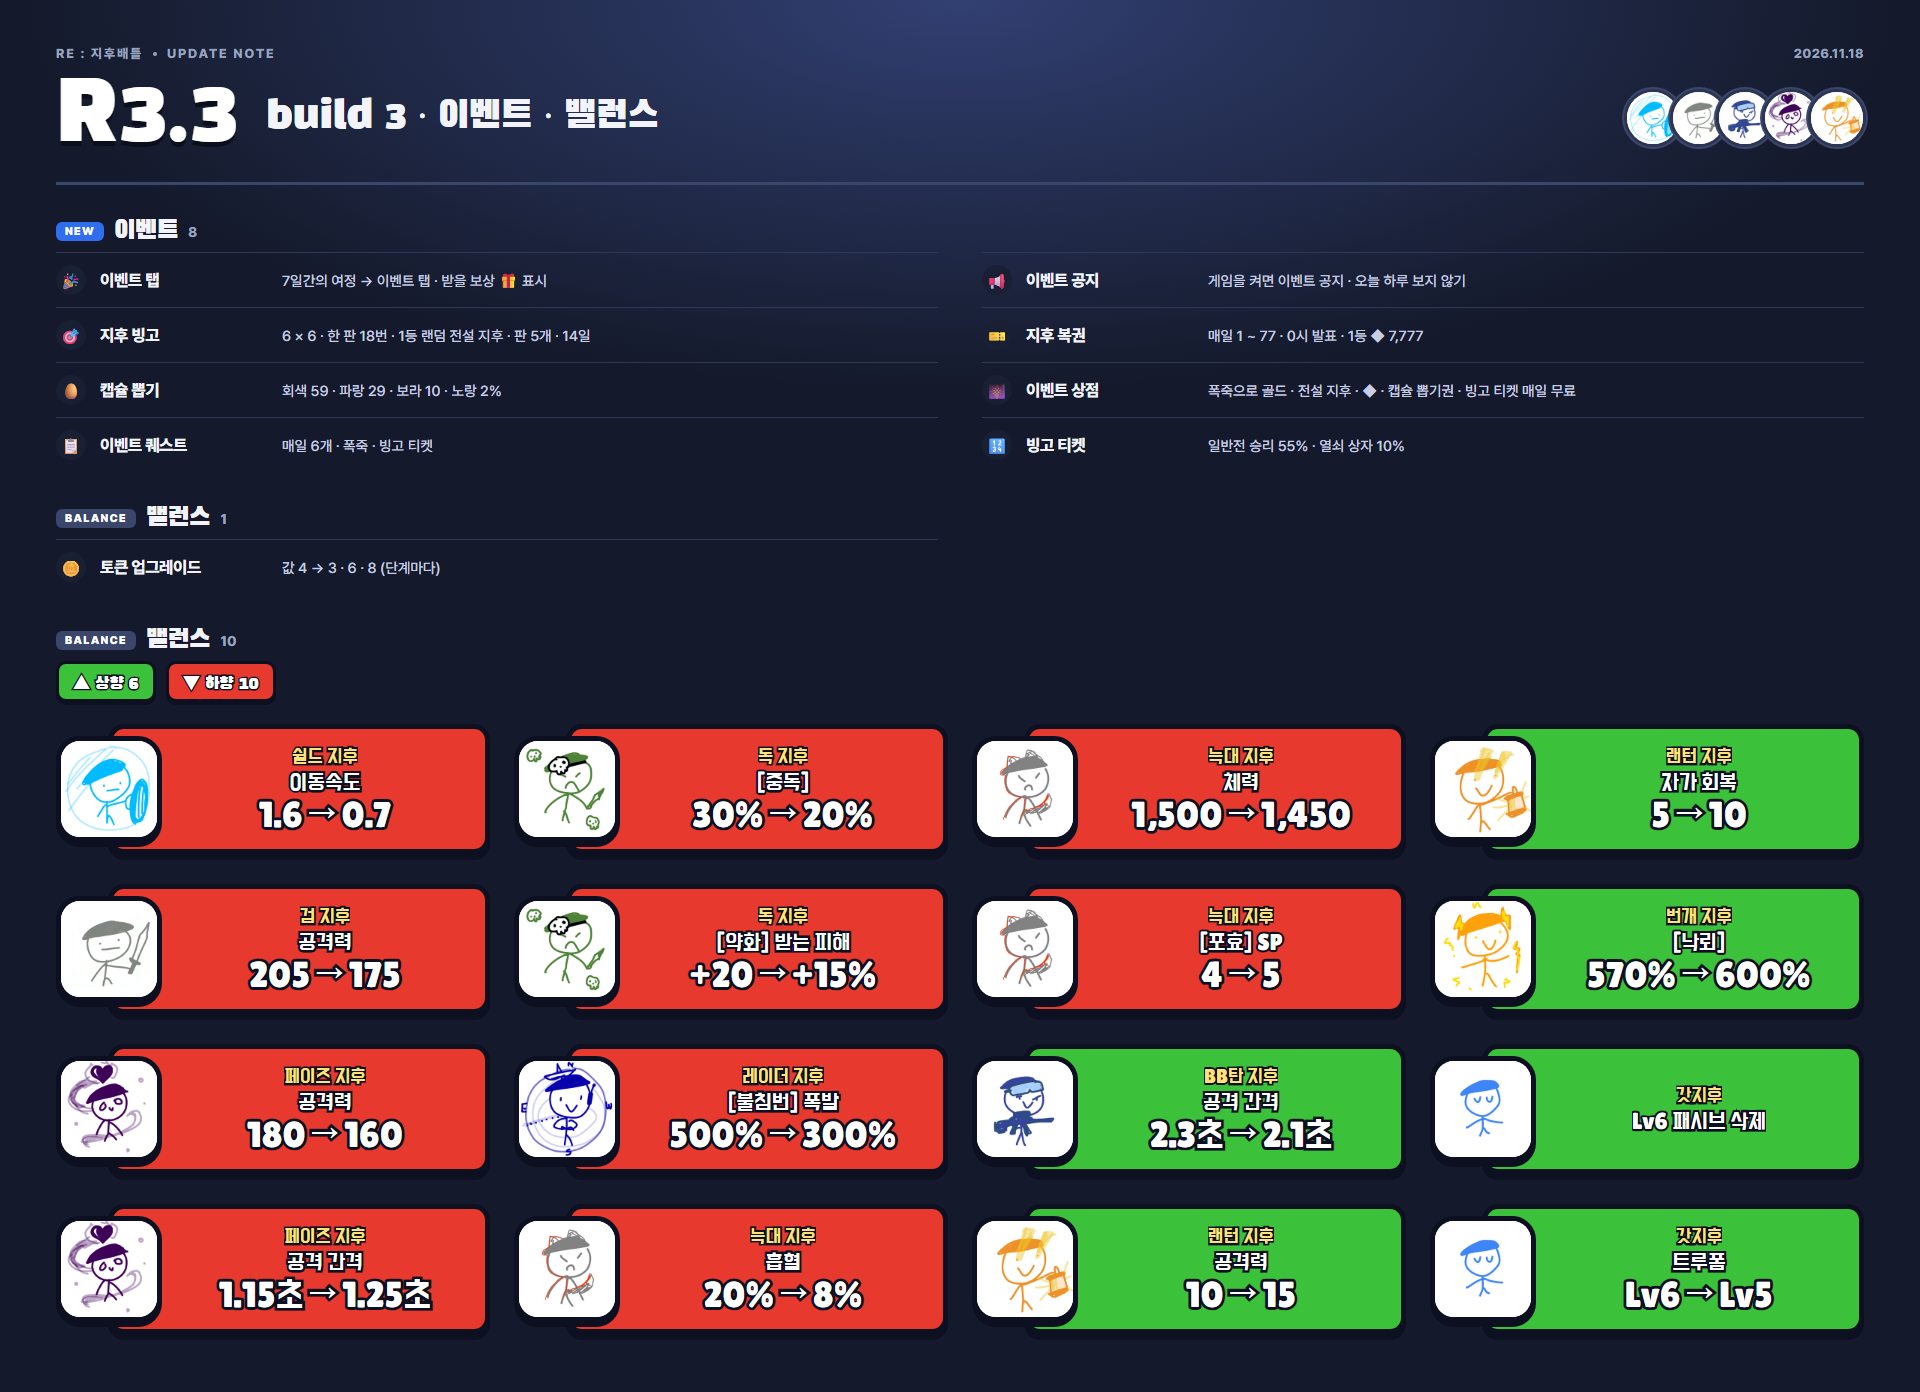 RE : 지후배틀 • UPDATE NOTE
2026.11.18
R3.3 build 3 · 이벤트 · 밸런스
NEW 이벤트 8
이벤트 탭 7일간의 여정 → 이벤트 탭 · 받을 보상 🎁 표시
이벤트 공지 게임을 켜면 이벤트 공지 · 오늘 하루 보지 않기
지후 빙고 6 × 6 · 한 판 18번 · 1등 랜덤 전설 지후 · 판 5개 · 14일
지후 복권 매일 1 ~ 77 · 0시 발표 · 1등 ◆ 7,777
캡슐 뽑기 회색 59 · 파랑 29 · 보라 10 · 노랑 2%
이벤트 상점 폭죽으로 골드 · 전설 지후 · ◆ · 캡슐 뽑기권 · 빙고 티켓 매일 무료
이벤트 퀘스트 매일 6개 · 폭죽 · 빙고 티켓
빙고 티켓 일반전 승리 55% · 열쇠 상자 10%
BALANCE 밸런스 1
토큰 업그레이드 값 4 → 3 · 6 · 8 (단계마다)
BALANCE 밸런스 10
▲ 상향 6
▼ 하향 10
쉴드 지후
이동속도
1.6 → 0.7
독 지후
[중독]
30% → 20%
늑대 지후
체력
1,500 → 1,450
랜턴 지후
자가 회복
5 → 10
검 지후
공격력
205 → 175
독 지후
[약화] 받는 피해
+20 → +15%
늑대 지후
[포효] SP
4 → 5
번개 지후
[낙뢰]
570% → 600%
페이즈 지후
공격력
180 → 160
레이더 지후
[불침번] 폭발
500% → 300%
BB탄 지후
공격 간격
2.3초 → 2.1초
갓지후
Lv6 패시브 삭제
페이즈 지후
공격 간격
1.15초 → 1.25초
늑대 지후
흡혈
20% → 8%
랜턴 지후
공격력
10 → 15
갓지후
드루풀
Lv6 → Lv5